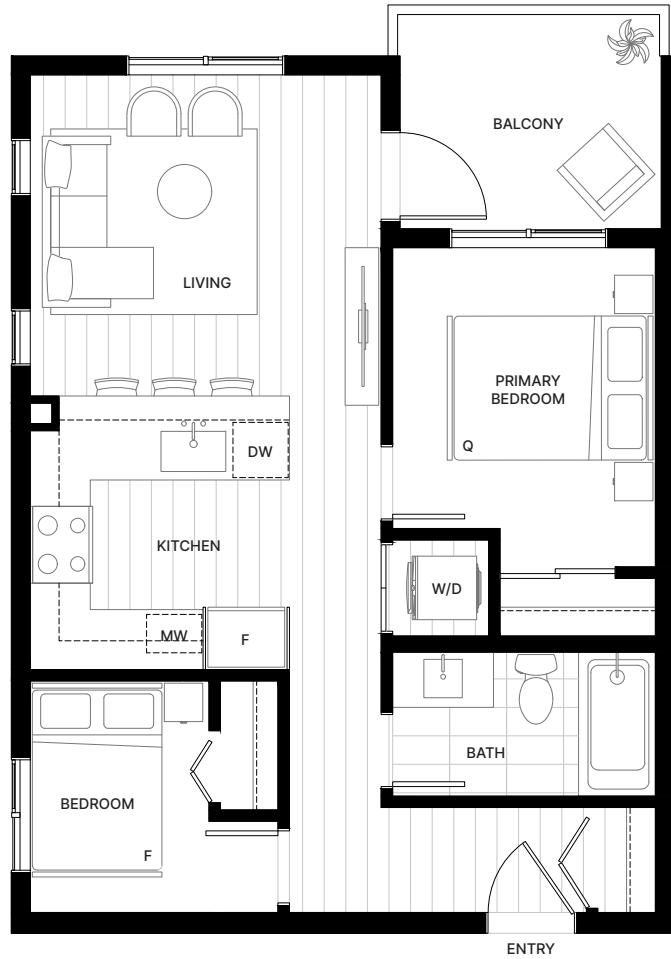 BALCONY
LIVING
PRIMARY
BEDROOM
Q
DW
KITCHEN
W/D
MW
F
BATH
BEDROOM
F
ENTRY